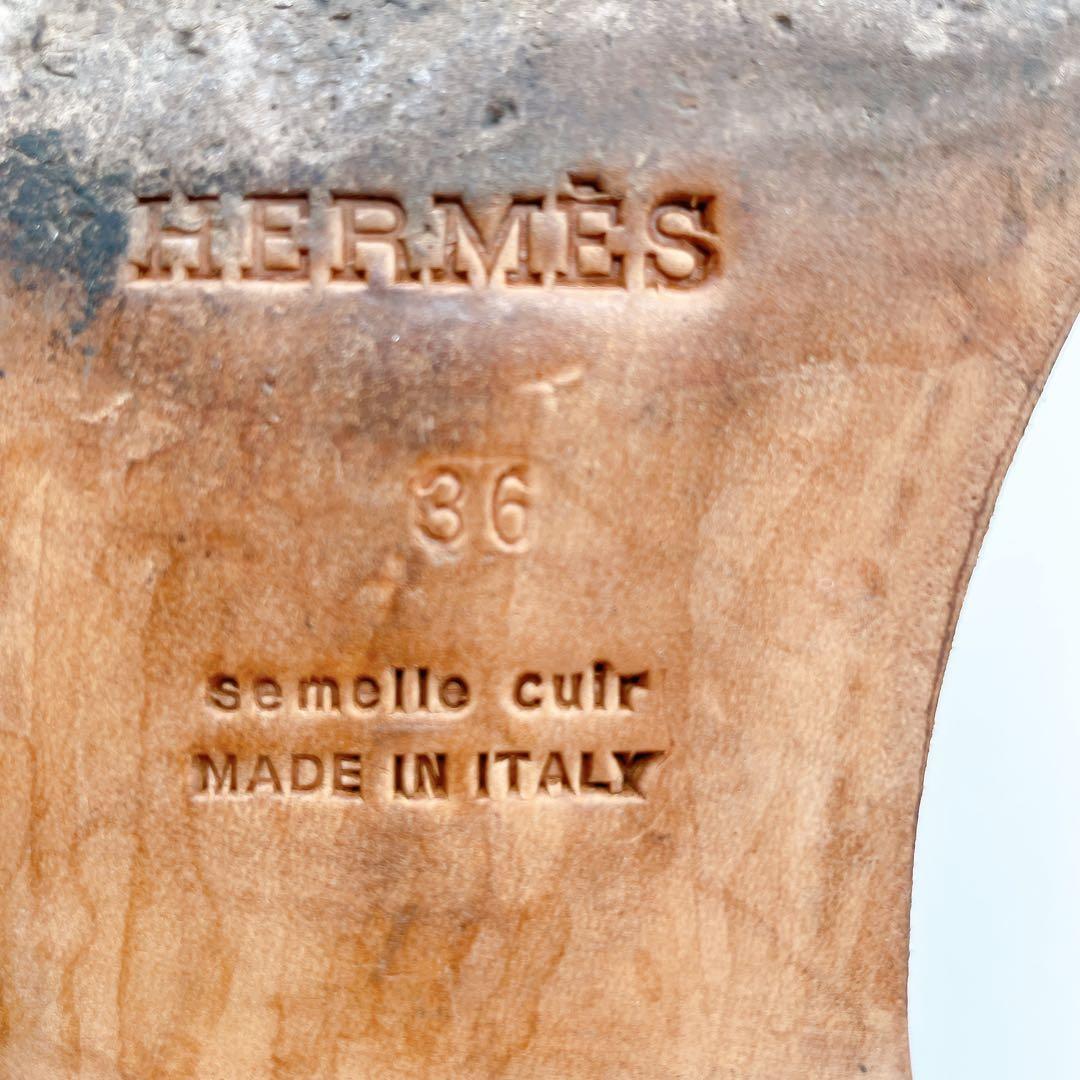 HERMÈS
36
semelle cuir
MADE IN ITALY